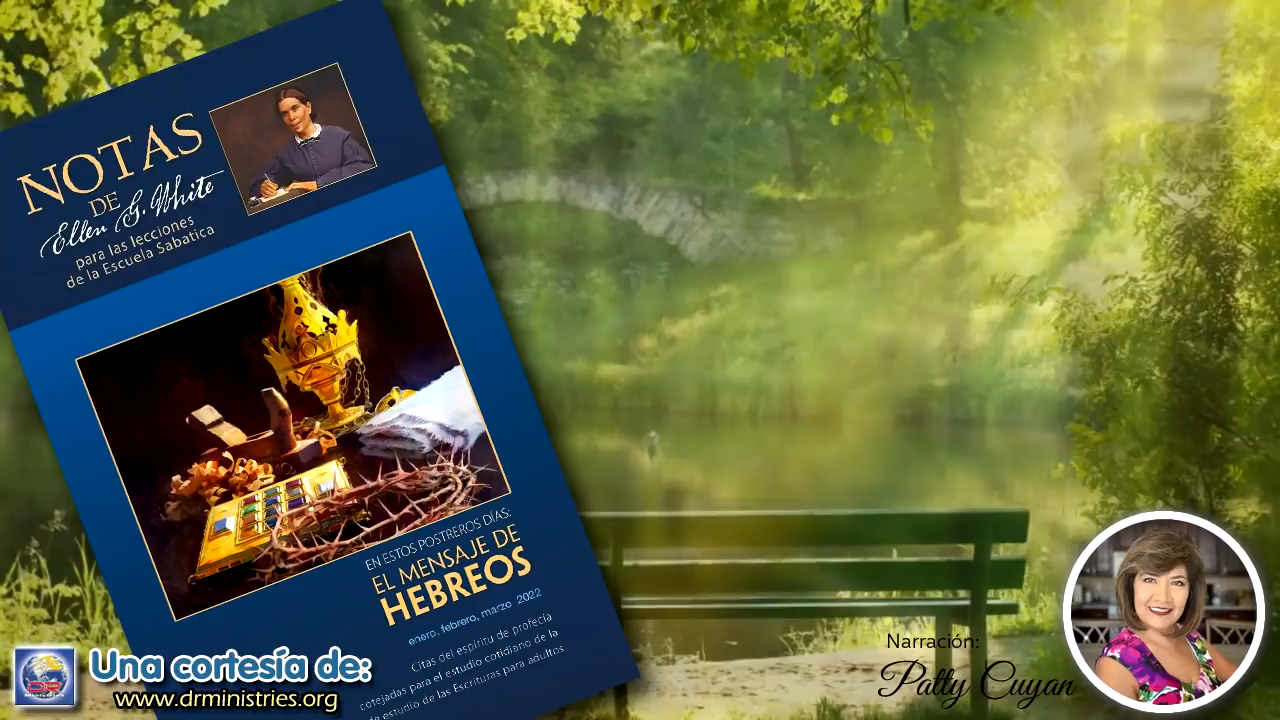 NOTAS
DE
Ellen G. White
para las lecciones
de la Escuela Sabatica
EN ESTOS POSTREROS DÍAS:
EL MENSAJE DE
HEBREOS
enero, febrero, marzo 2022
Citas del espíritu de profecía
cotejadas para el estudio cotidiano de la
de estudio de las Escrituras para adultos
DR
MINISTRIES
Una cortesía de:
www.drministries.org
Narración:
Patty Cuyan